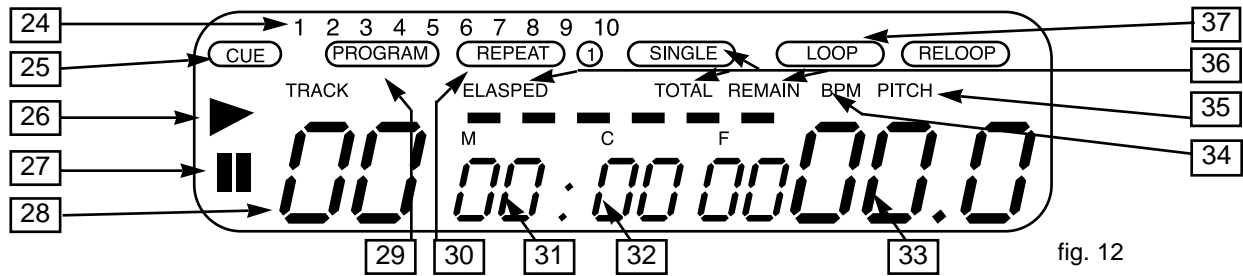 24 1 2 3 4 5 6 7 8 9 10 37
25 CUE PROGRAM REPEAT 1 SINGLE LOOP RELOOP 36
TRACK ELASPED TOTAL REMAIN BPM PITCH 35
26
M C F
27 34
00 00:00 00 00.0
28
29 30 31 32 33 fig. 12